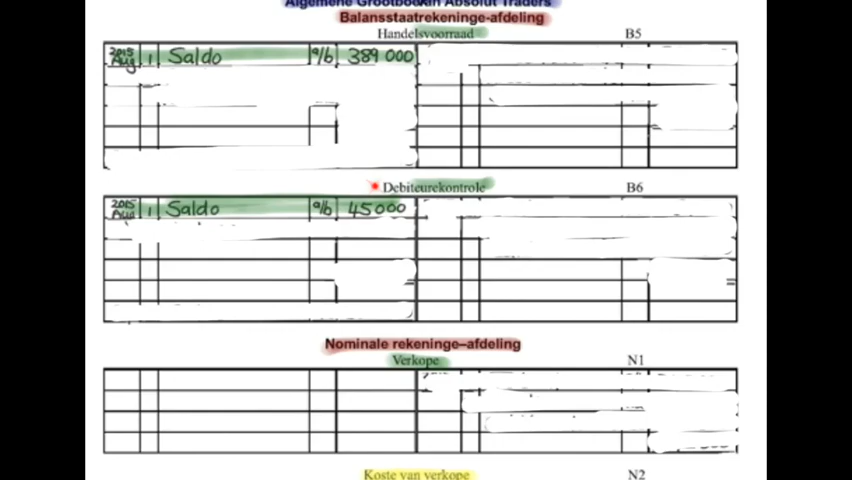 Algemene Grootboek van Absolut Traders
Balansstaatrekeninge-afdeling
Handelsvoorraad B5
2015 Aug 1 Saldo a/b 389 000
Debiteurekontrole B6
2015 Aug 1 Saldo a/b 45 000
Nominale rekeninge–afdeling
Verkope N1
Koste van verkope N2